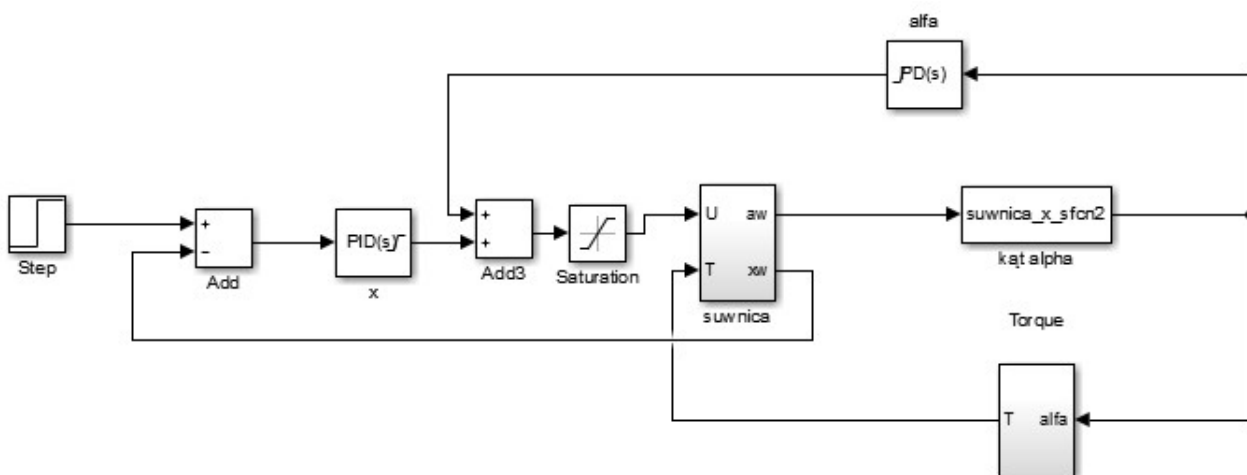 alfa
PD(s)
Step
+
−
Add
PID(s)
x
+
+
Add3
Saturation
U aw
T xw
suwnica
suwnica_x_sfcn2
kąt alpha
Torque
T alfa